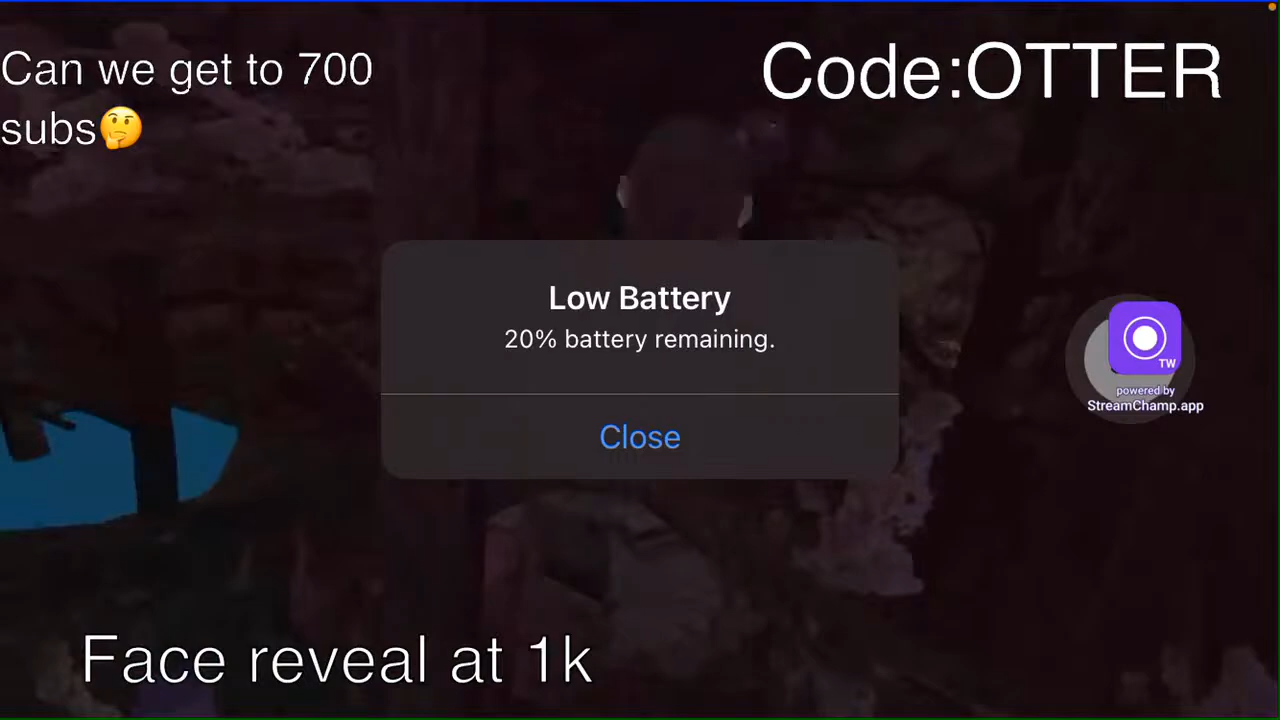 Can we get to 700
subs🤔
Code:OTTER
Low Battery
20% battery remaining.
Close
TW
powered by
StreamChamp.app
Face reveal at 1k